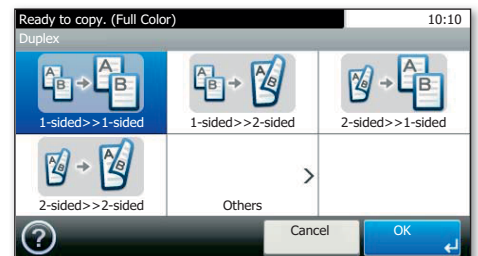 Ready to copy. (Full Color) 10:10
Duplex
A B A B
A B A B
A B A B
1-sided>>1-sided 1-sided>>2-sided 2-sided>>1-sided
A B A B
2-sided>>2-sided Others >
? Cancel OK